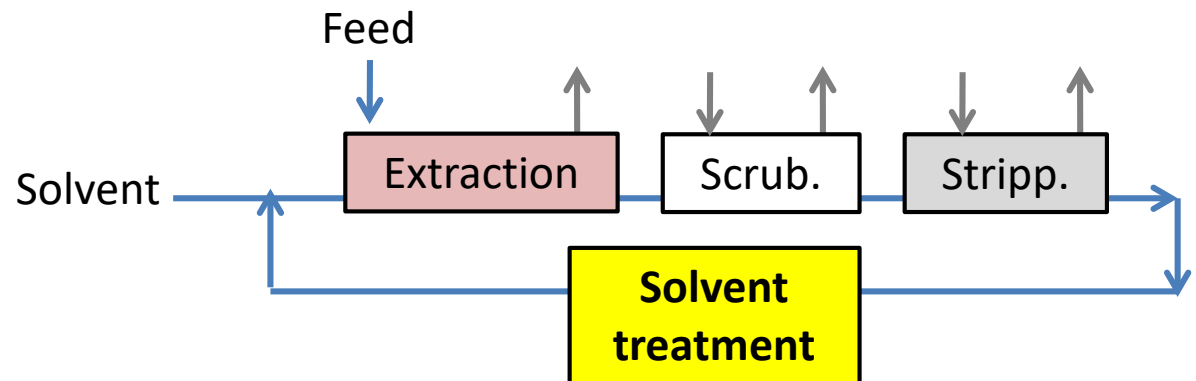 Feed
Extraction
Scrub.
Stripp.
Solvent
Solvent
treatment